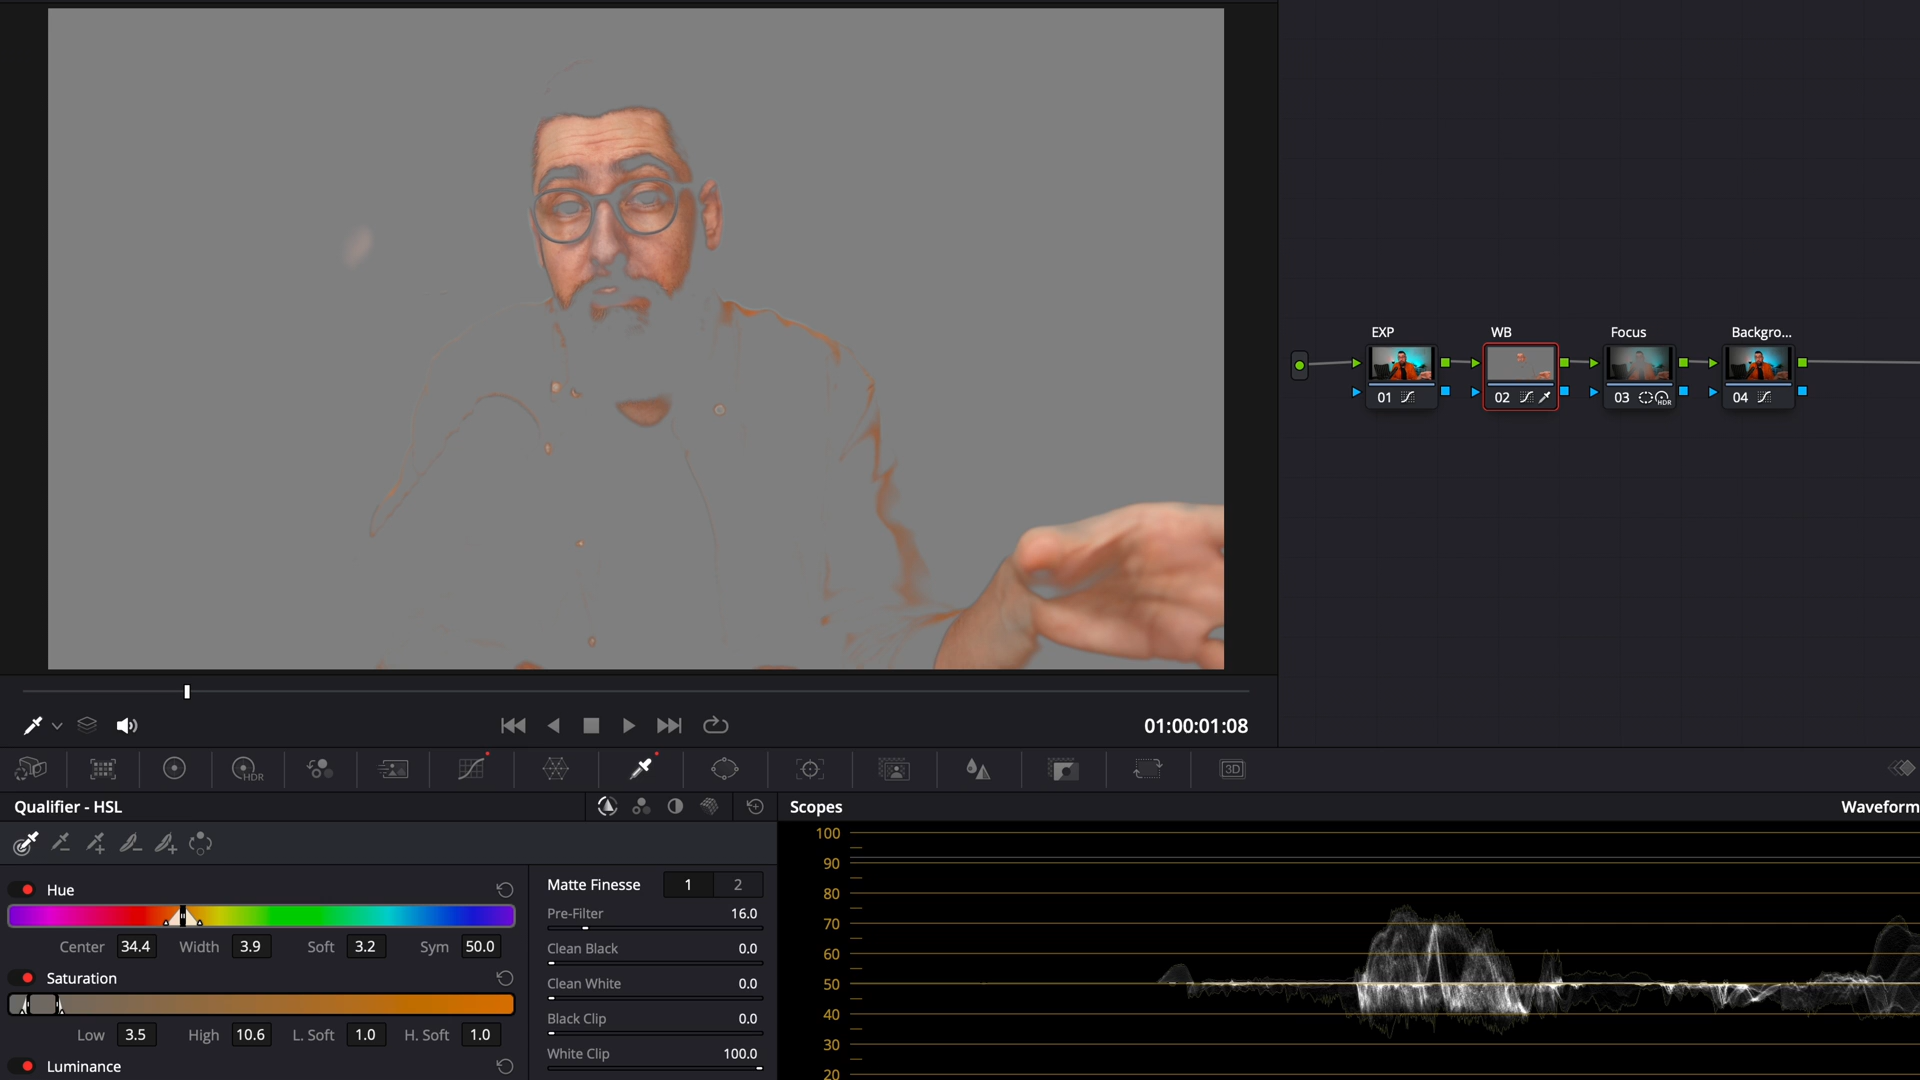 EXP
WB
Focus
Backgro...
01
02
03
HDR
04
01:00:01:08
HDR
3D
Qualifier - HSL
Scopes
Waveform
Hue
Center 34.4 Width 3.9 Soft 3.2 Sym 50.0
Saturation
Low 3.5 High 10.6 L. Soft 1.0 H. Soft 1.0
Luminance
Matte Finesse 1 2
Pre-Filter 16.0
Clean Black 0.0
Clean White 0.0
Black Clip 0.0
White Clip 100.0
100
90
80
70
60
50
40
30
20